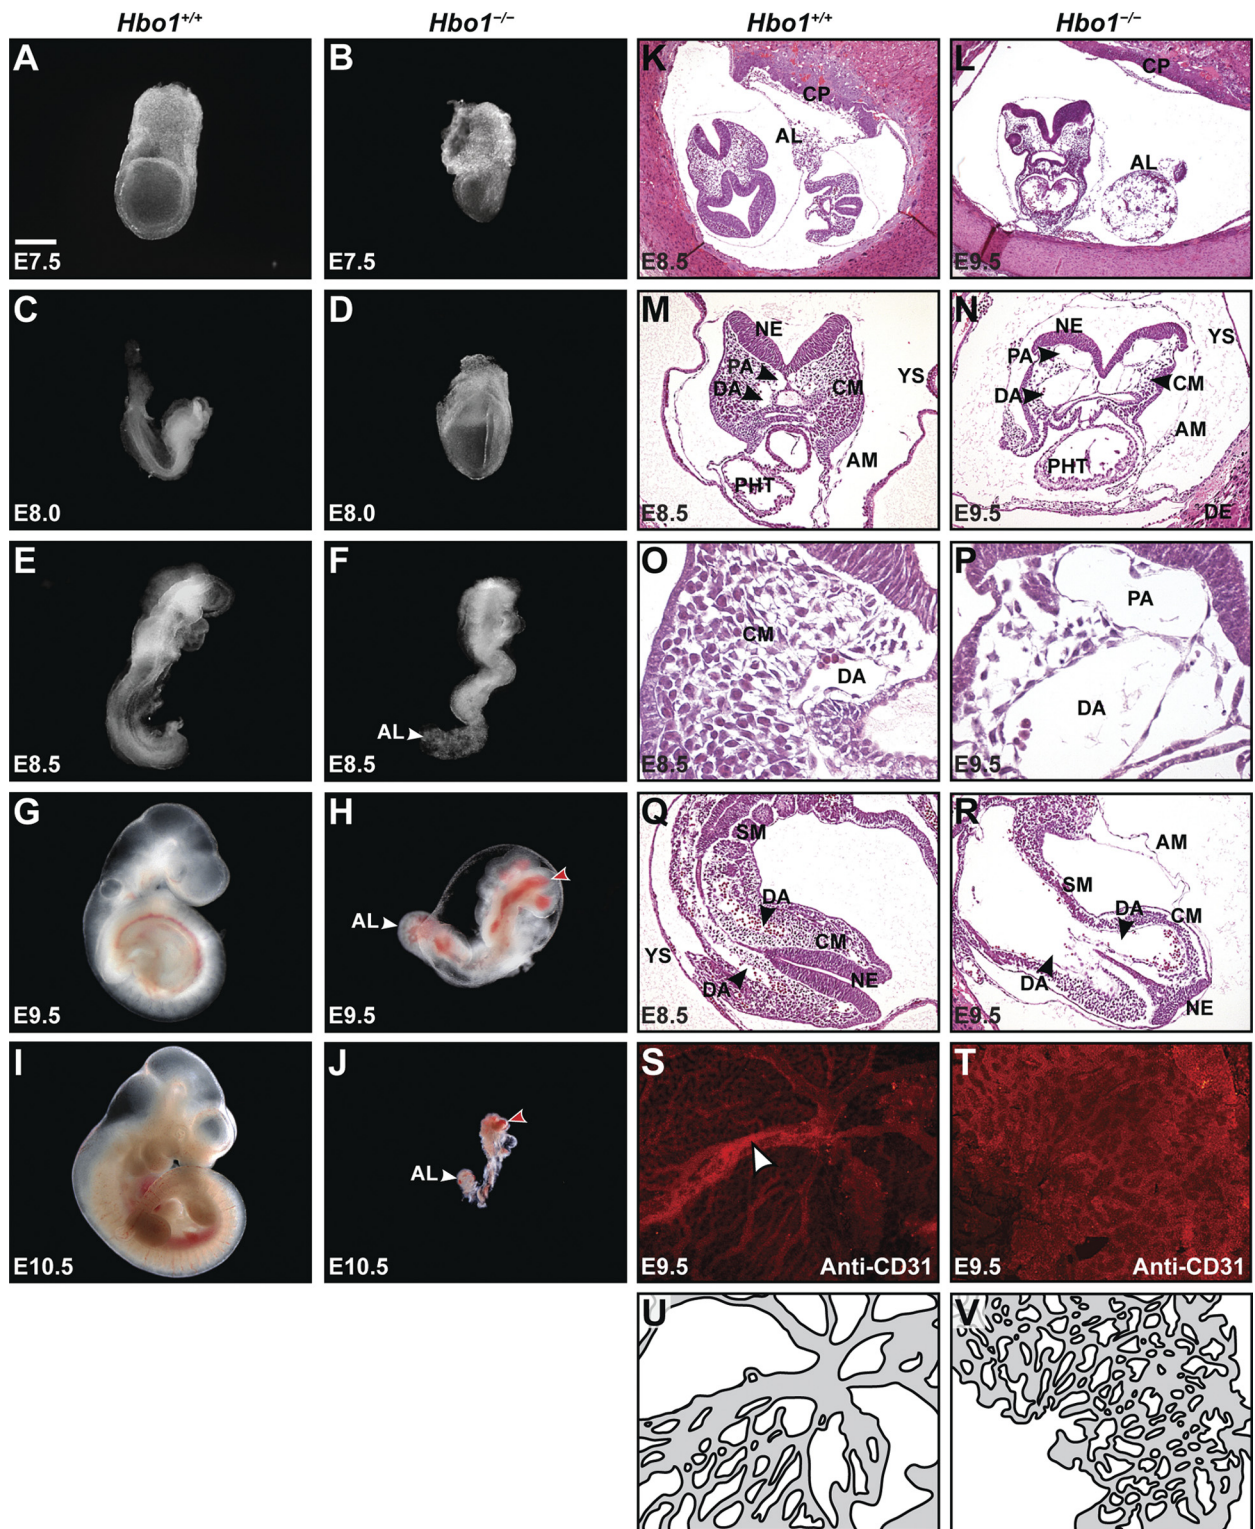 Hbo1+/+ Hbo1−/− Hbo1+/+ Hbo1−/−
A
E7.5
B
E7.5
K
CP
AL
E8.5
L
CP
AL
E9.5
C
E8.0
D
E8.0
M
NE
PA
DA
CM
YS
AM
PHT
E8.5
N
NE
YS
PA
CM
DA
AM
PHT
DE
E9.5
E
E8.5
F
AL
E8.5
O
CM
DA
E8.5
P
PA
DA
E9.5
G
E9.5
H
AL
E9.5
Q
SM
DA
CM
YS
NE
DA
E8.5
R
AM
SM
DA
CM
DA
NE
E9.5
I
E10.5
J
AL
E10.5
S
E9.5 Anti-CD31
T
E9.5 Anti-CD31
U
V